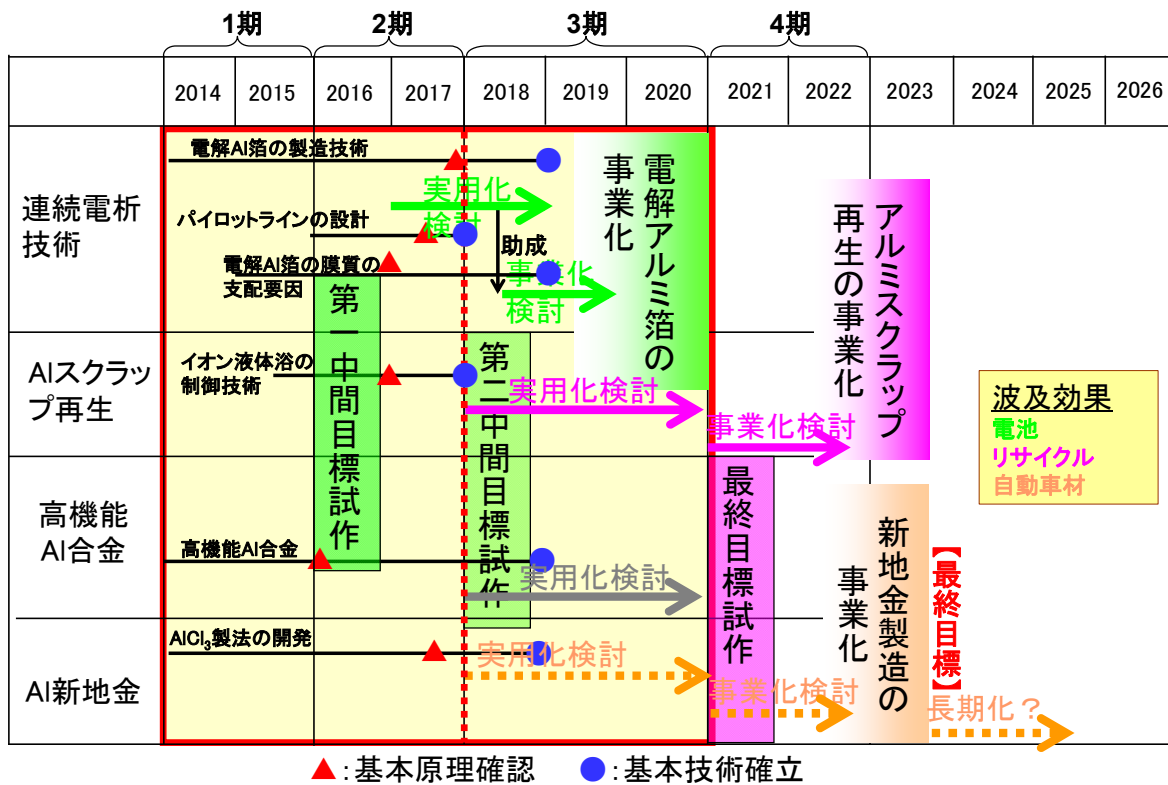 1期 2期 3期 4期
2014 2015 2016 2017 2018 2019 2020 2021 2022 2023 2024 2025 2026
連続電析
技術
電解Al箔の製造技術
実用化
検討
パイロットラインの設計
助成
電解Al箔の膜質の
支配要因
事業化
検討
電解アルミ箔の
事業化
アルミスクラップ
再生の事業化
第一中間目標試作
第二中間目標試作
Alスクラッ
プ再生
イオン液体浴の
制御技術
実用化検討
事業化検討
波及効果
電池
リサイクル
自動車材
高機能
Al合金
高機能Al合金
実用化検討
最終目標試作
新地金製造の
事業化
【最終目標】
Al新地金
AlCl₃製法の開発
実用化検討
事業化検討
長期化?
▲:基本原理確認 ●:基本技術確立